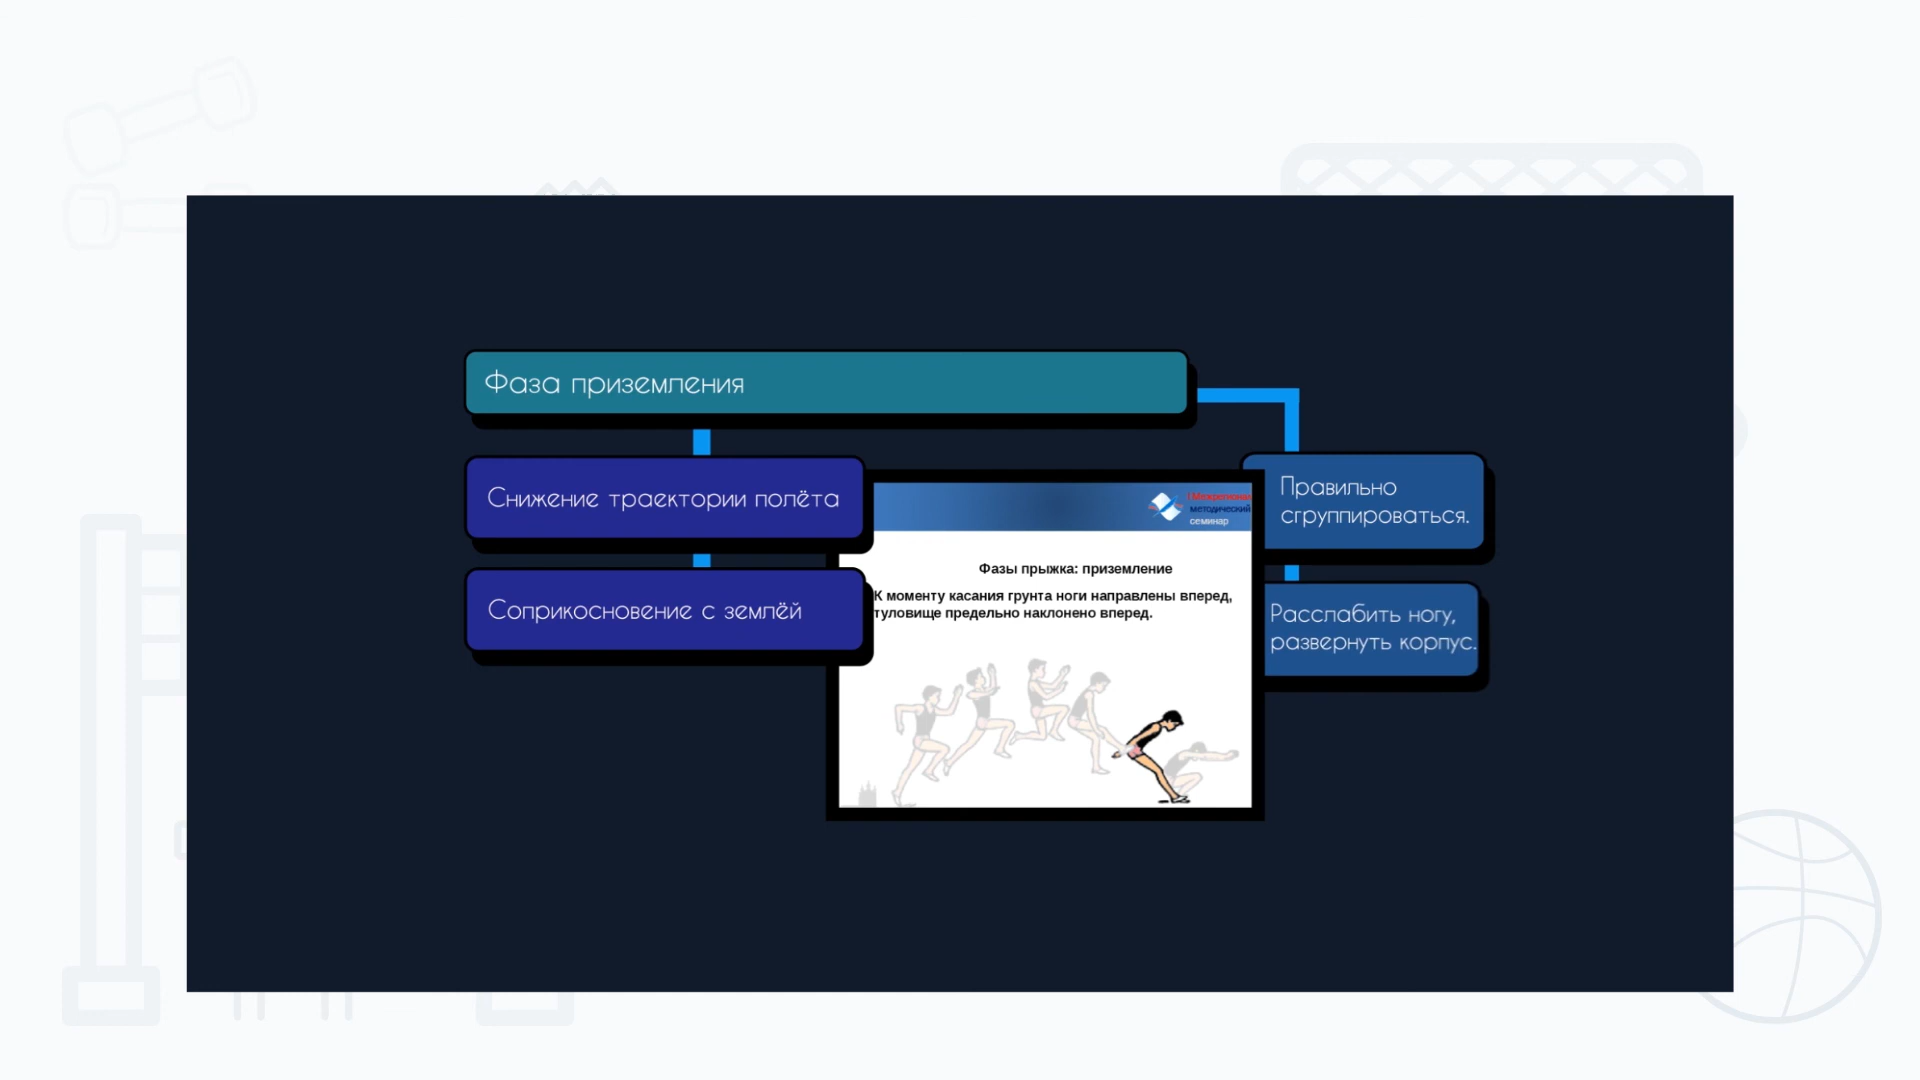 Фаза приземления
Снижение траектории полёта
Соприкосновение с землёй
методический
семинар
Фазы прыжка: приземление
К моменту касания грунта ноги направлены вперед,
туловище предельно наклонено вперед.
Правильно
сгруппироваться.
Расслабить ногу,
развернуть корпус.